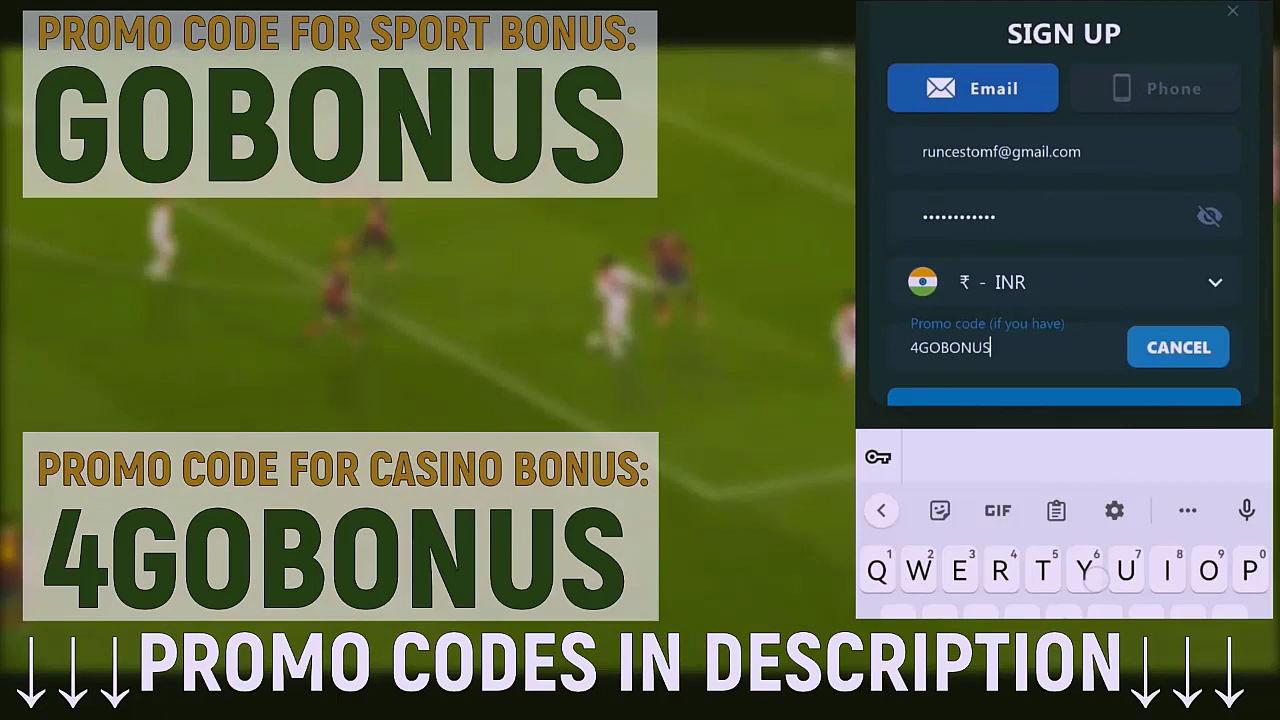 PROMO CODE FOR SPORT BONUS:
GOBONUS
PROMO CODE FOR CASINO BONUS:
4GOBONUS
↓↓↓PROMO CODES IN DESCRIPTION↓↓↓
SIGN UP
Email
Phone
runcestomf@gmail.com
••••••••••••
₹ - INR
Promo code (if you have)
4GOBONUS
CANCEL
GIF
1 2 3 4 5 6 7 8 9 0
Q W E R T Y U I O P